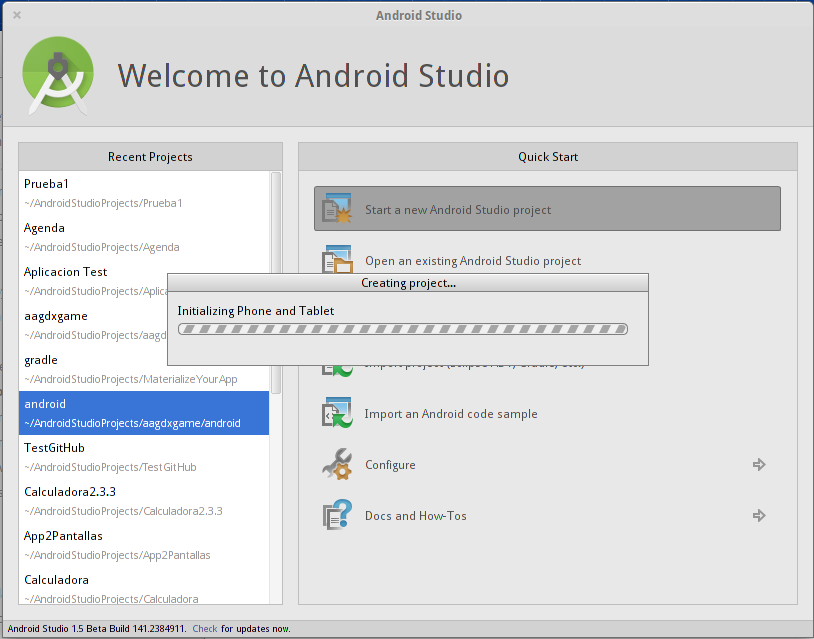 Android Studio
Welcome to Android Studio
Recent Projects
Prueba1
~/AndroidStudioProjects/Prueba1
Agenda
~/AndroidStudioProjects/Agenda
Aplicacion Test
~/AndroidStudioProjects/Aplica
aagdxgame
~/AndroidStudioProjects/aagd
gradle
~/AndroidStudioProjects/MaterializeYourApp
android
~/AndroidStudioProjects/aagdxgame/android
TestGitHub
~/AndroidStudioProjects/TestGitHub
Calculadora2.3.3
~/AndroidStudioProjects/Calculadora2.3.3
App2Pantallas
~/AndroidStudioProjects/App2Pantallas
Calculadora
~/AndroidStudioProjects/Calculadora
Quick Start
Start a new Android Studio project
Open an existing Android Studio project
Creating project...
Initializing Phone and Tablet
Import an Android code sample
Configure
Docs and How-Tos
Android Studio 1.5 Beta Build 141.2384911. Check for updates now.